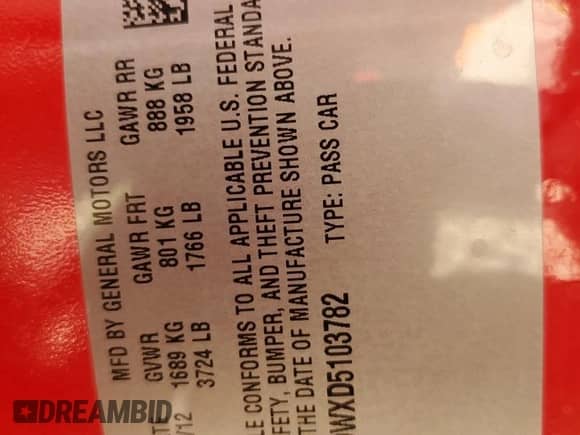 MFD BY GENERAL MOTORS LLC
GVWR GAWR FRT GAWR RR
/12 1689 KG 801 KG 888 KG
3724 LB 1766 LB 1958 LB
LE CONFORMS TO ALL APPLICABLE U.S. FEDERAL
FETY, BUMPER, AND THEFT PREVENTION STANDA
THE DATE OF MANUFACTURE SHOWN ABOVE.
WXD5103782 TYPE: PASS CAR
DREAMBID